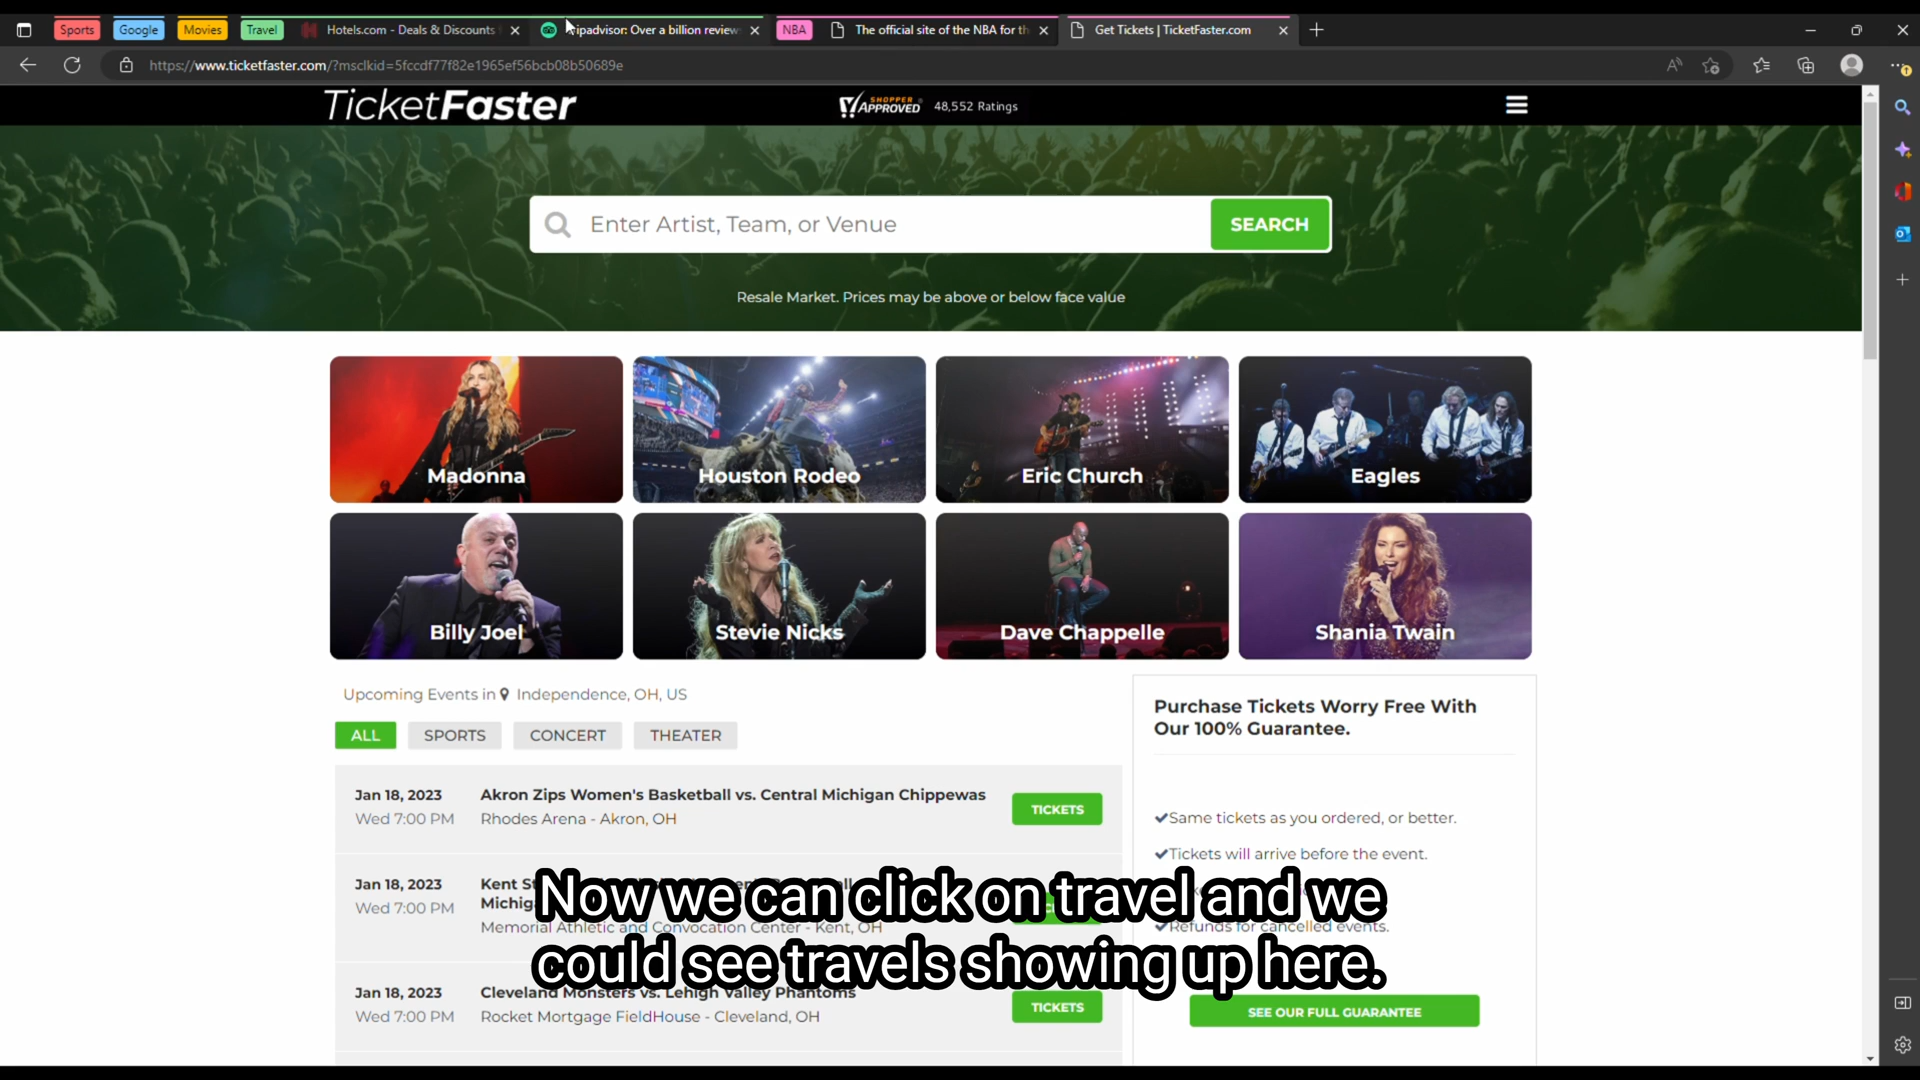 Sports Google Movies Travel Hotels.com - Deals & Discounts ripadvisor: Over a billion review NBA The official site of the NBA for th Get Tickets | TicketFaster.com
https://www.ticketfaster.com/?msclkid=5fccdf77f82e1965ef56bcb08b50689e
TicketFaster SHOPPER APPROVED 48,552 Ratings
Enter Artist, Team, or Venue SEARCH
Resale Market. Prices may be above or below face value
Madonna Houston Rodeo Eric Church Eagles
Billy Joel Stevie Nicks Dave Chappelle Shania Twain
Upcoming Events in Independence, OH, US
ALL SPORTS CONCERT THEATER
Purchase Tickets Worry Free With
Our 100% Guarantee.
Jan 18, 2023 Akron Zips Women's Basketball vs. Central Michigan Chippewas
Wed 7:00 PM Rhodes Arena - Akron, OH
TICKETS
Same tickets as you ordered, or better.
Tickets will arrive before the event.
Refunds for cancelled events.
Jan 18, 2023 Kent
Wed 7:00 PM
Memorial Athletic and Convocation Center - Kent, OH
Now we can click on travel and we
could see travels showing up here.
Jan 18, 2023 Cleveland Monsters vs. Lehigh Valley Phantoms
Wed 7:00 PM Rocket Mortgage FieldHouse - Cleveland, OH
TICKETS
SEE OUR FULL GUARANTEE